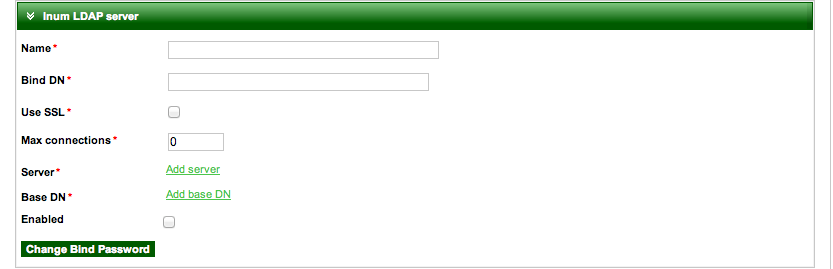 Inum LDAP server
Name*
Bind DN*
Use SSL*
Max connections* 0
Server* Add server
Base DN* Add base DN
Enabled
Change Bind Password